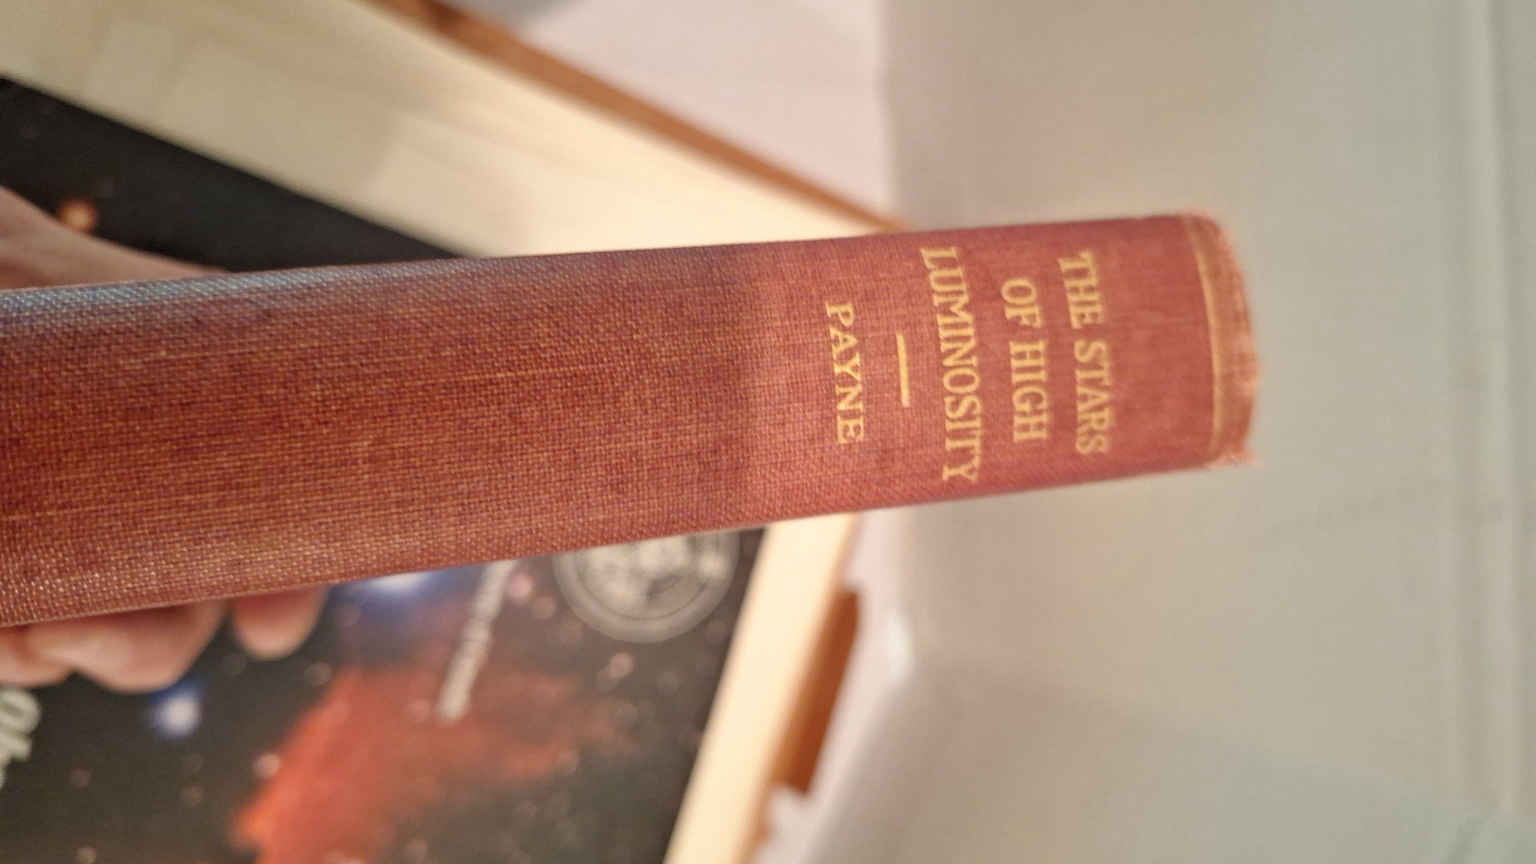 THE STARS
OF HIGH
LUMINOSITY
PAYNE